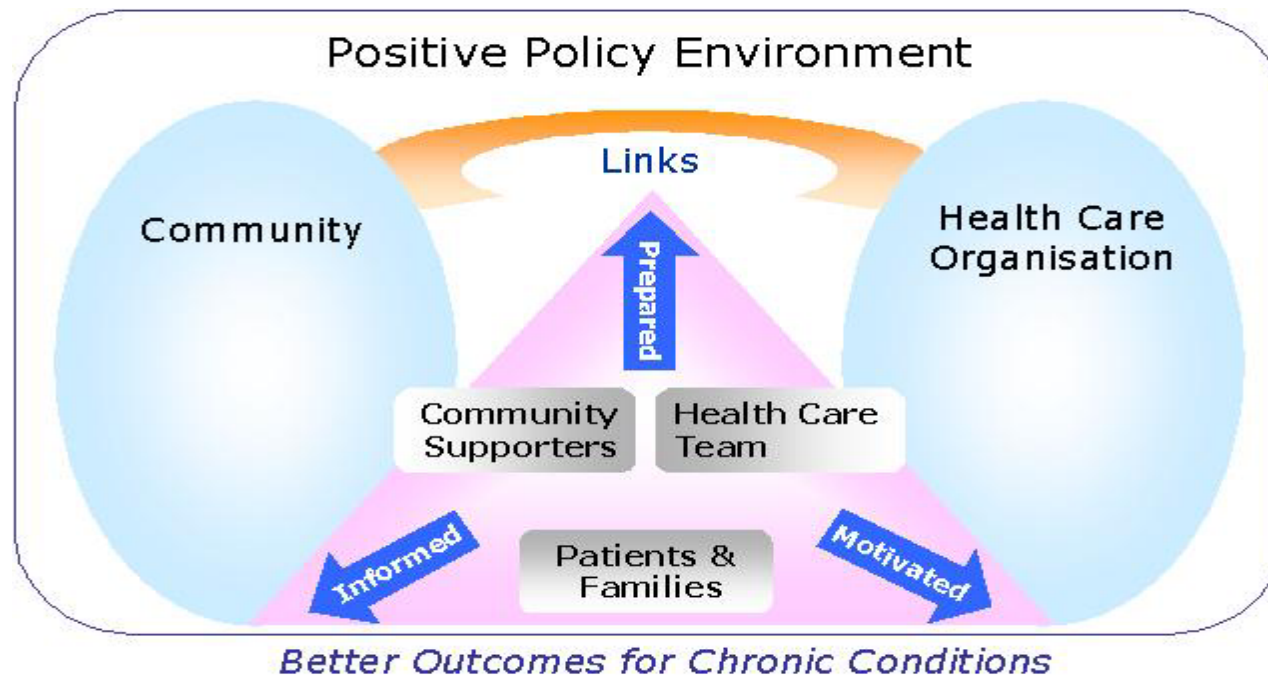 Positive Policy Environment
Links
Community
Health Care
Organisation
Prepared
Community
Supporters
Health Care
Team
Informed
Patients &
Families
Motivated
Better Outcomes for Chronic Conditions